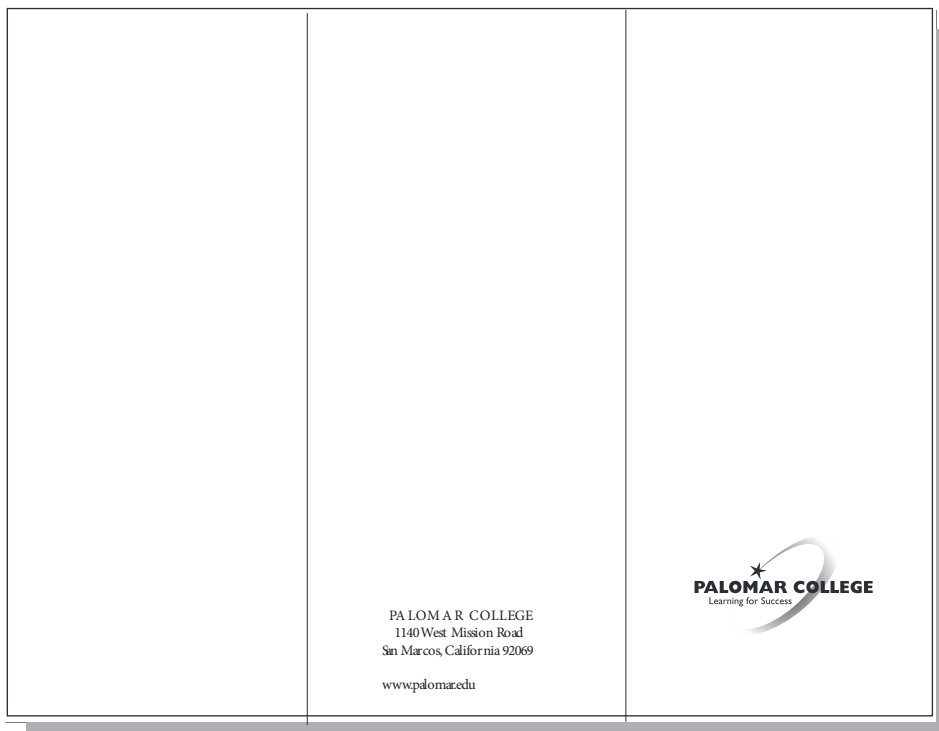 PALOMAR COLLEGE
1140 West Mission Road
San Marcos, California 92069
www.palomar.edu
PALOMAR COLLEGE
Learning for Success